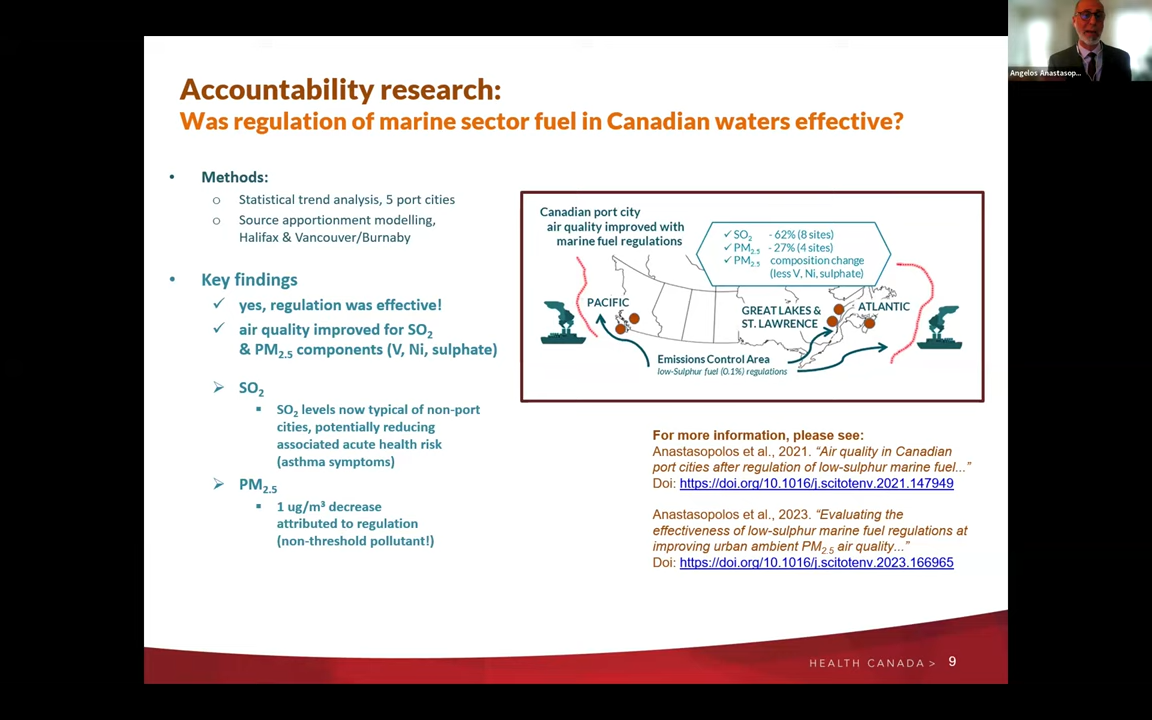 Angelos Anastasop...
Accountability research:
Was regulation of marine sector fuel in Canadian waters effective?
• Methods:
o Statistical trend analysis, 5 port cities
o Source apportionment modelling,
Halifax & Vancouver/Burnaby
• Key findings
✓ yes, regulation was effective!
✓ air quality improved for SO2
& PM2.5 components (V, Ni, sulphate)
➢ SO2
▪ SO2 levels now typical of non-port
cities, potentially reducing
associated acute health risk
(asthma symptoms)
➢ PM2.5
▪ 1 ug/m³ decrease
attributed to regulation
(non-threshold pollutant!)
Canadian port city
air quality improved with
marine fuel regulations
✓ SO2 - 62% (8 sites)
✓ PM2.5 - 27% (4 sites)
✓ PM2.5 composition change
(less V, Ni, sulphate)
PACIFIC
GREAT LAKES &
ST. LAWRENCE
ATLANTIC
Emissions Control Area
low-Sulphur fuel (0.1%) regulations
For more information, please see:
Anastasopolos et al., 2021. “Air quality in Canadian
port cities after regulation of low-sulphur marine fuel...”
Doi: https://doi.org/10.1016/j.scitotenv.2021.147949
Anastasopolos et al., 2023. “Evaluating the
effectiveness of low-sulphur marine fuel regulations at
improving urban ambient PM2.5 air quality...”
Doi: https://doi.org/10.1016/j.scitotenv.2023.166965
HEALTH CANADA > 9